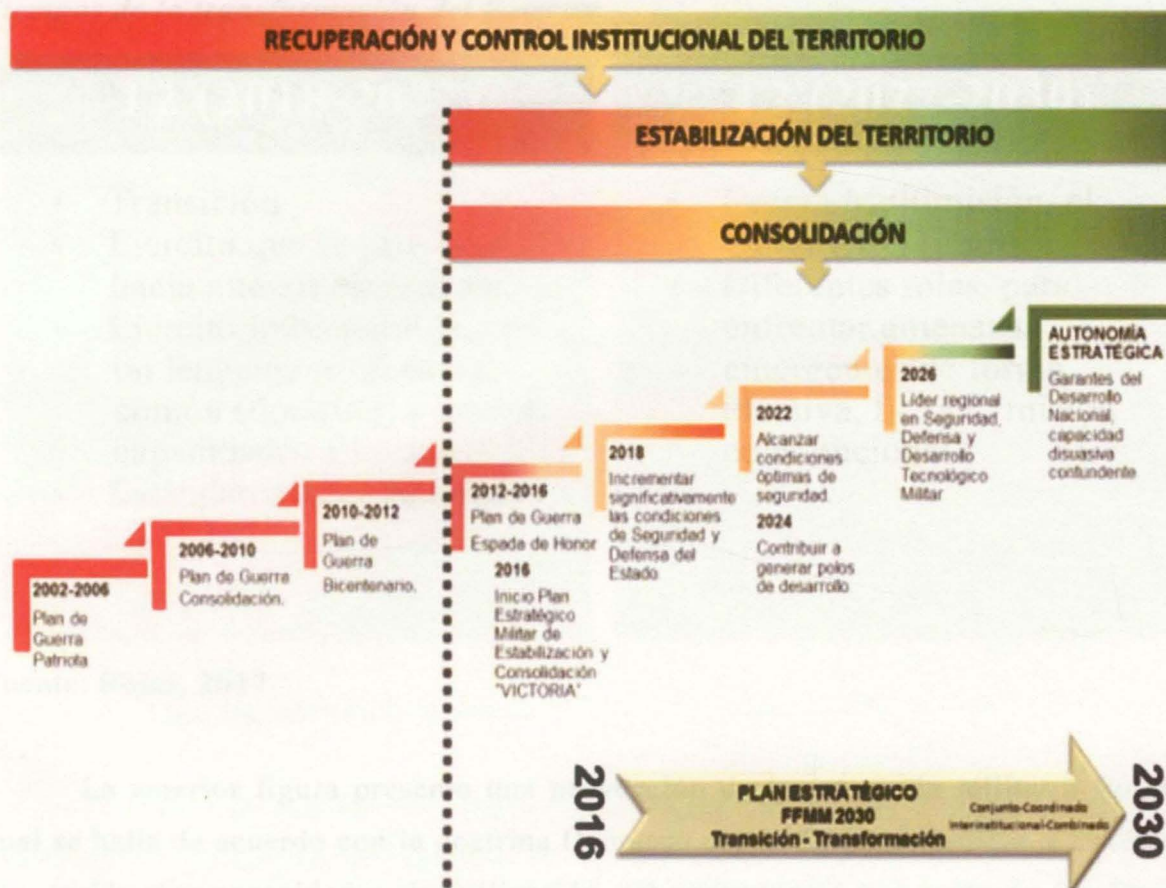 RECUPERACIÓN Y CONTROL INSTITUCIONAL DEL TERRITORIO
ESTABILIZACIÓN DEL TERRITORIO
CONSOLIDACIÓN
2002-2006
Plan de
Guerra
Patriota
2006-2010
Plan de Guerra
Consolidación.
2010-2012
Plan de
Guerra
Bicentenario.
2012-2016
Plan de Guerra
Espada de Honor
2016
Inicio Plan
Estratégico
Militar de
Estabilización y
Consolidación
"VICTORIA"
2018
Incrementar
significativamente
las condiciones
de Seguridad y
Defensa del
Estado
2022
Alcanzar
condiciones
óptimas de
seguridad.
2024
Contribuir a
generar polos
de desarrollo
2026
Líder regional
en Seguridad,
Defensa y
Desarrollo
Tecnológico
Militar
AUTONOMÍA
ESTRATÉGICA
Garantes del
Desarrollo
Nacional,
capacidad
disuasiva
contundente
2016
PLAN ESTRATÉGICO
FFMM 2030
Transición - Transformación
Conjunto-Coordinado
Interinstitucional-Combinado
2030